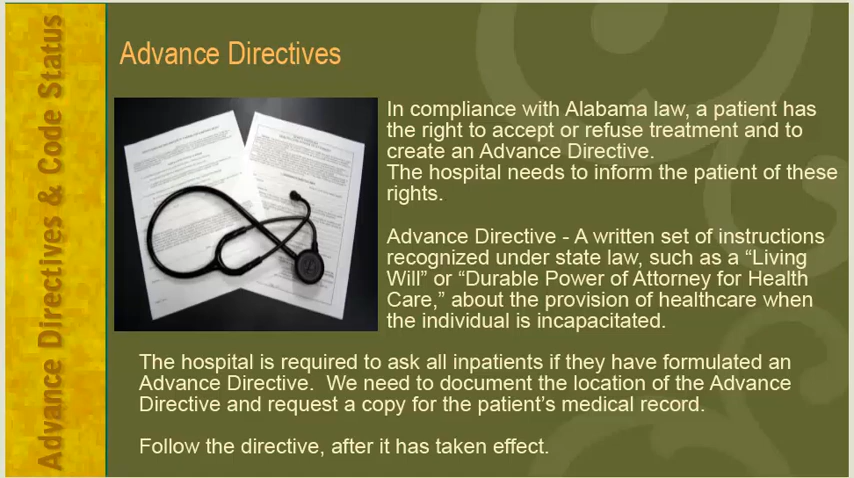 Advance Directives & Code Status
Advance Directives
In compliance with Alabama law, a patient has
the right to accept or refuse treatment and to
create an Advance Directive.
The hospital needs to inform the patient of these
rights.
Advance Directive - A written set of instructions
recognized under state law, such as a “Living
Will” or “Durable Power of Attorney for Health
Care,” about the provision of healthcare when
the individual is incapacitated.
The hospital is required to ask all inpatients if they have formulated an
Advance Directive.  We need to document the location of the Advance
Directive and request a copy for the patient’s medical record.
Follow the directive, after it has taken effect.